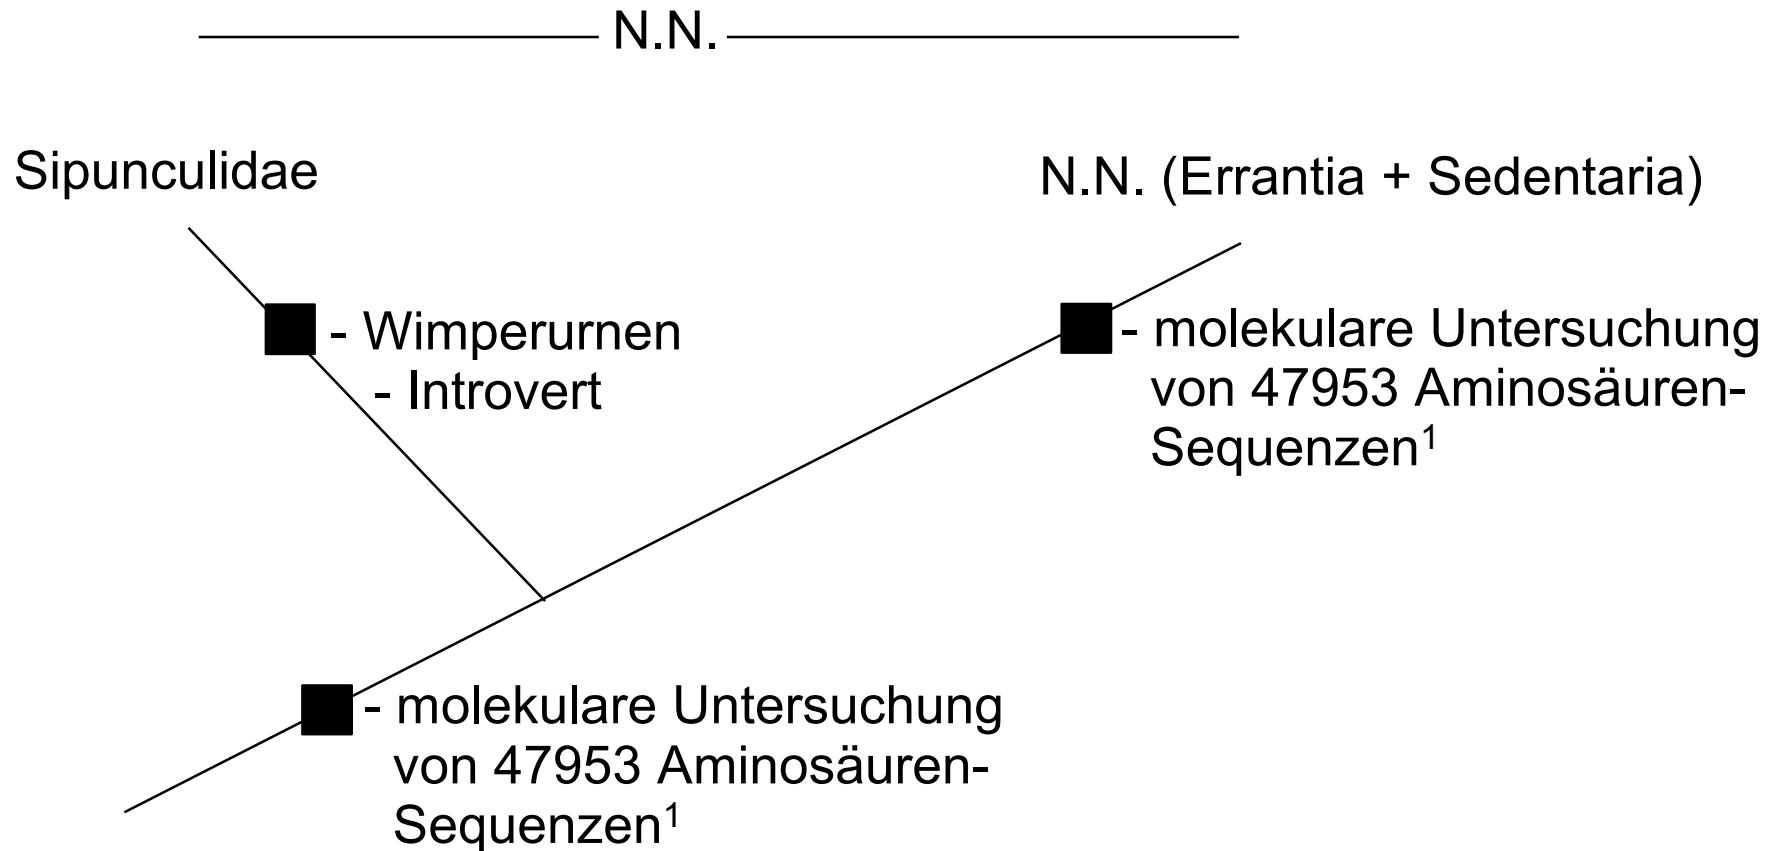 N.N.
Sipunculidae
N.N. (Errantia + Sedentaria)
- Wimperurnen
- Introvert
- molekulare Untersuchung
von 47953 Aminosäuren-
Sequenzen¹
- molekulare Untersuchung
von 47953 Aminosäuren-
Sequenzen¹